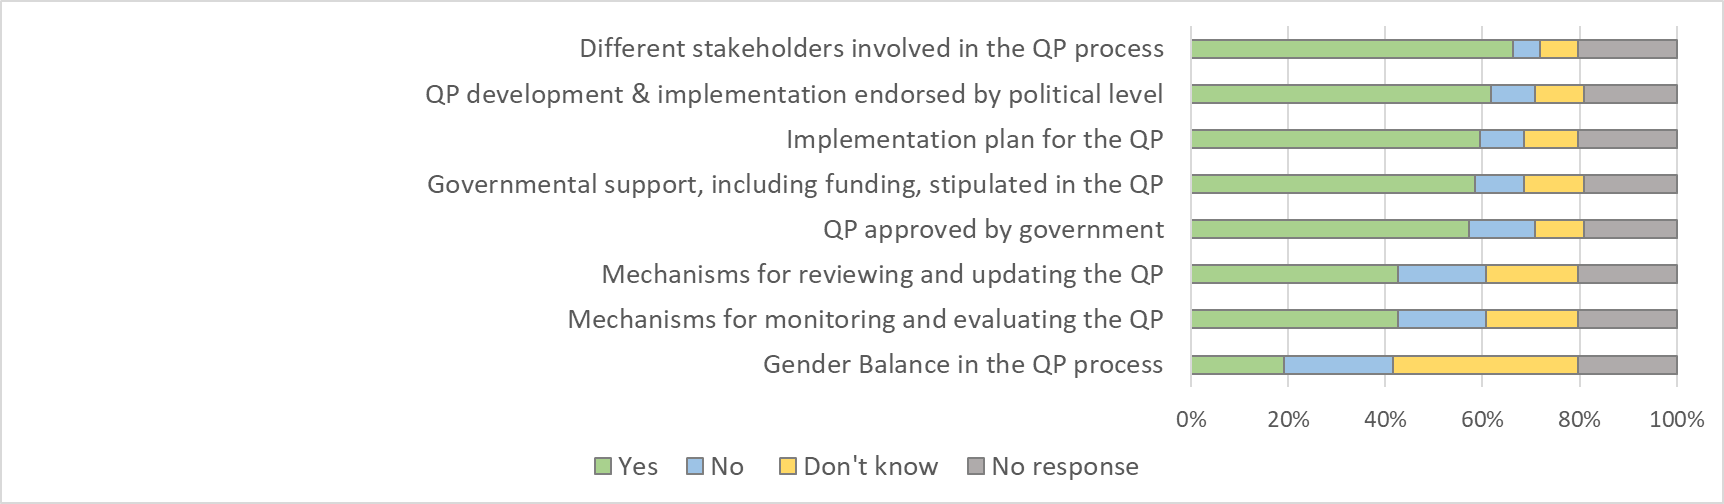 Different stakeholders involved in the QP process
QP development & implementation endorsed by political level
Implementation plan for the QP
Governmental support, including funding, stipulated in the QP
QP approved by government
Mechanisms for reviewing and updating the QP
Mechanisms for monitoring and evaluating the QP
Gender Balance in the QP process
0% 20% 40% 60% 80% 100%
Yes No Don't know No response